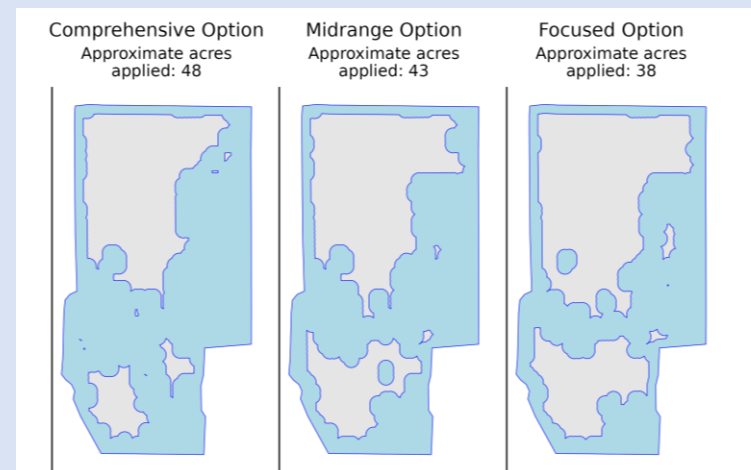 Comprehensive Option
Approximate acres
applied: 48
Midrange Option
Approximate acres
applied: 43
Focused Option
Approximate acres
applied: 38